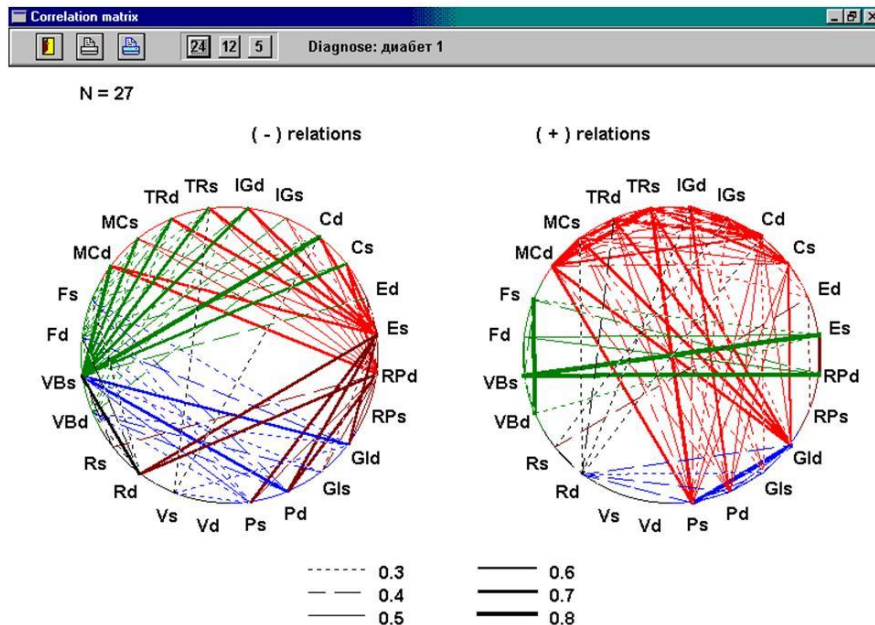 Correlation matrix
24 12 5 Diagnose: диабет 1
N = 27
( - ) relations
( + ) relations
TRs
IGd
TRd
IGs
MCs
Cd
MCd
Cs
Fs
Ed
Fd
Es
VBs
RPd
VBd
RPs
Rs
Gld
Rd
Gls
Vs
Vd
Ps
Pd
TRs
IGd
TRd
IGs
MCs
Cd
MCd
Cs
Fs
Ed
Fd
Es
VBs
RPd
VBd
RPs
Rs
Gld
Rd
Gls
Vs
Vd
Ps
Pd
0.3
0.4
0.5
0.6
0.7
0.8